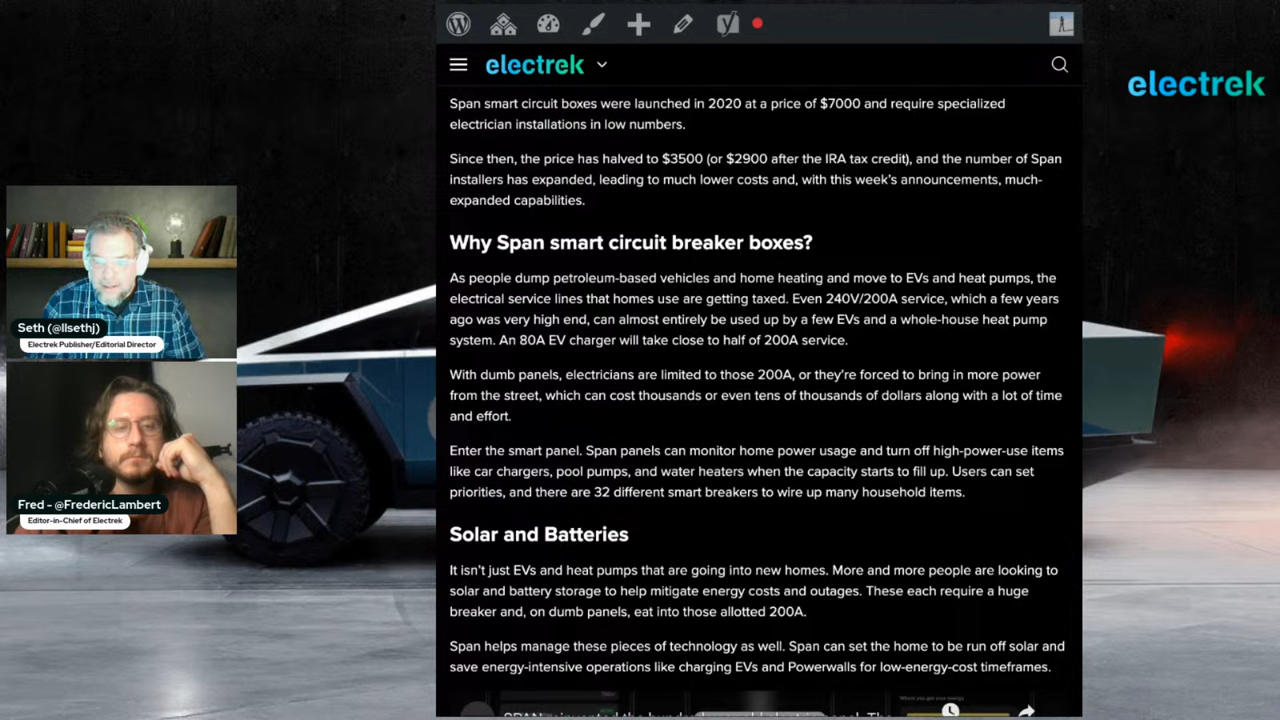 electrek
electrek
Span smart circuit boxes were launched in 2020 at a price of $7000 and require specialized
electrician installations in low numbers.
Since then, the price has halved to $3500 (or $2900 after the IRA tax credit), and the number of Span
installers has expanded, leading to much lower costs and, with this week's announcements, much-
expanded capabilities.
Why Span smart circuit breaker boxes?
As people dump petroleum-based vehicles and home heating and move to EVs and heat pumps, the
electrical service lines that homes use are getting taxed. Even 240V/200A service, which a few years
ago was very high end, can almost entirely be used up by a few EVs and a whole-house heat pump
system. An 80A EV charger will take close to half of 200A service.
With dumb panels, electricians are limited to those 200A, or they're forced to bring in more power
from the street, which can cost thousands or even tens of thousands of dollars along with a lot of time
and effort.
Enter the smart panel. Span panels can monitor home power usage and turn off high-power-use items
like car chargers, pool pumps, and water heaters when the capacity starts to fill up. Users can set
priorities, and there are 32 different smart breakers to wire up many household items.
Solar and Batteries
It isn't just EVs and heat pumps that are going into new homes. More and more people are looking to
solar and battery storage to help mitigate energy costs and outages. These each require a huge
breaker and, on dumb panels, eat into those allotted 200A.
Span helps manage these pieces of technology as well. Span can set the home to be run off solar and
save energy-intensive operations like charging EVs and Powerwalls for low-energy-cost timeframes.
Seth (@llsethj)
Electrek Publisher/Editorial Director
Fred - @FredericLambert
Editor-in-Chief of Electrek